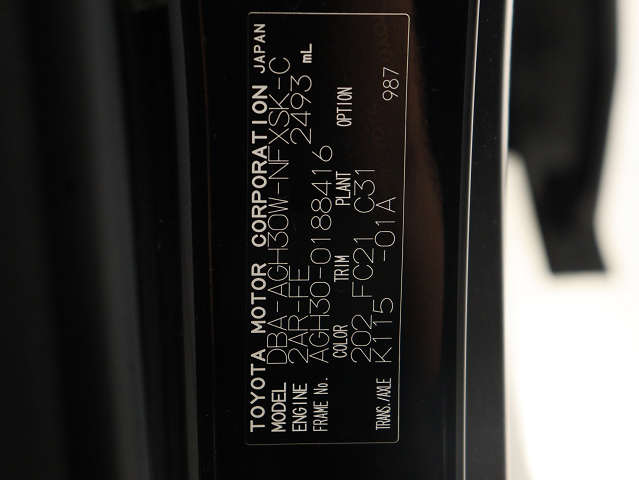 TOYOTA MOTOR CORPORATION JAPAN
MODEL DBA-AGH30W-NFXSK-C
ENGINE 2AR-FE 2493 mL
FRAME No. AGH30-0188416
COLOR TRIM PLANT OPTION
202 FC21 C31
TRANS./AXLE K115 -01A 987